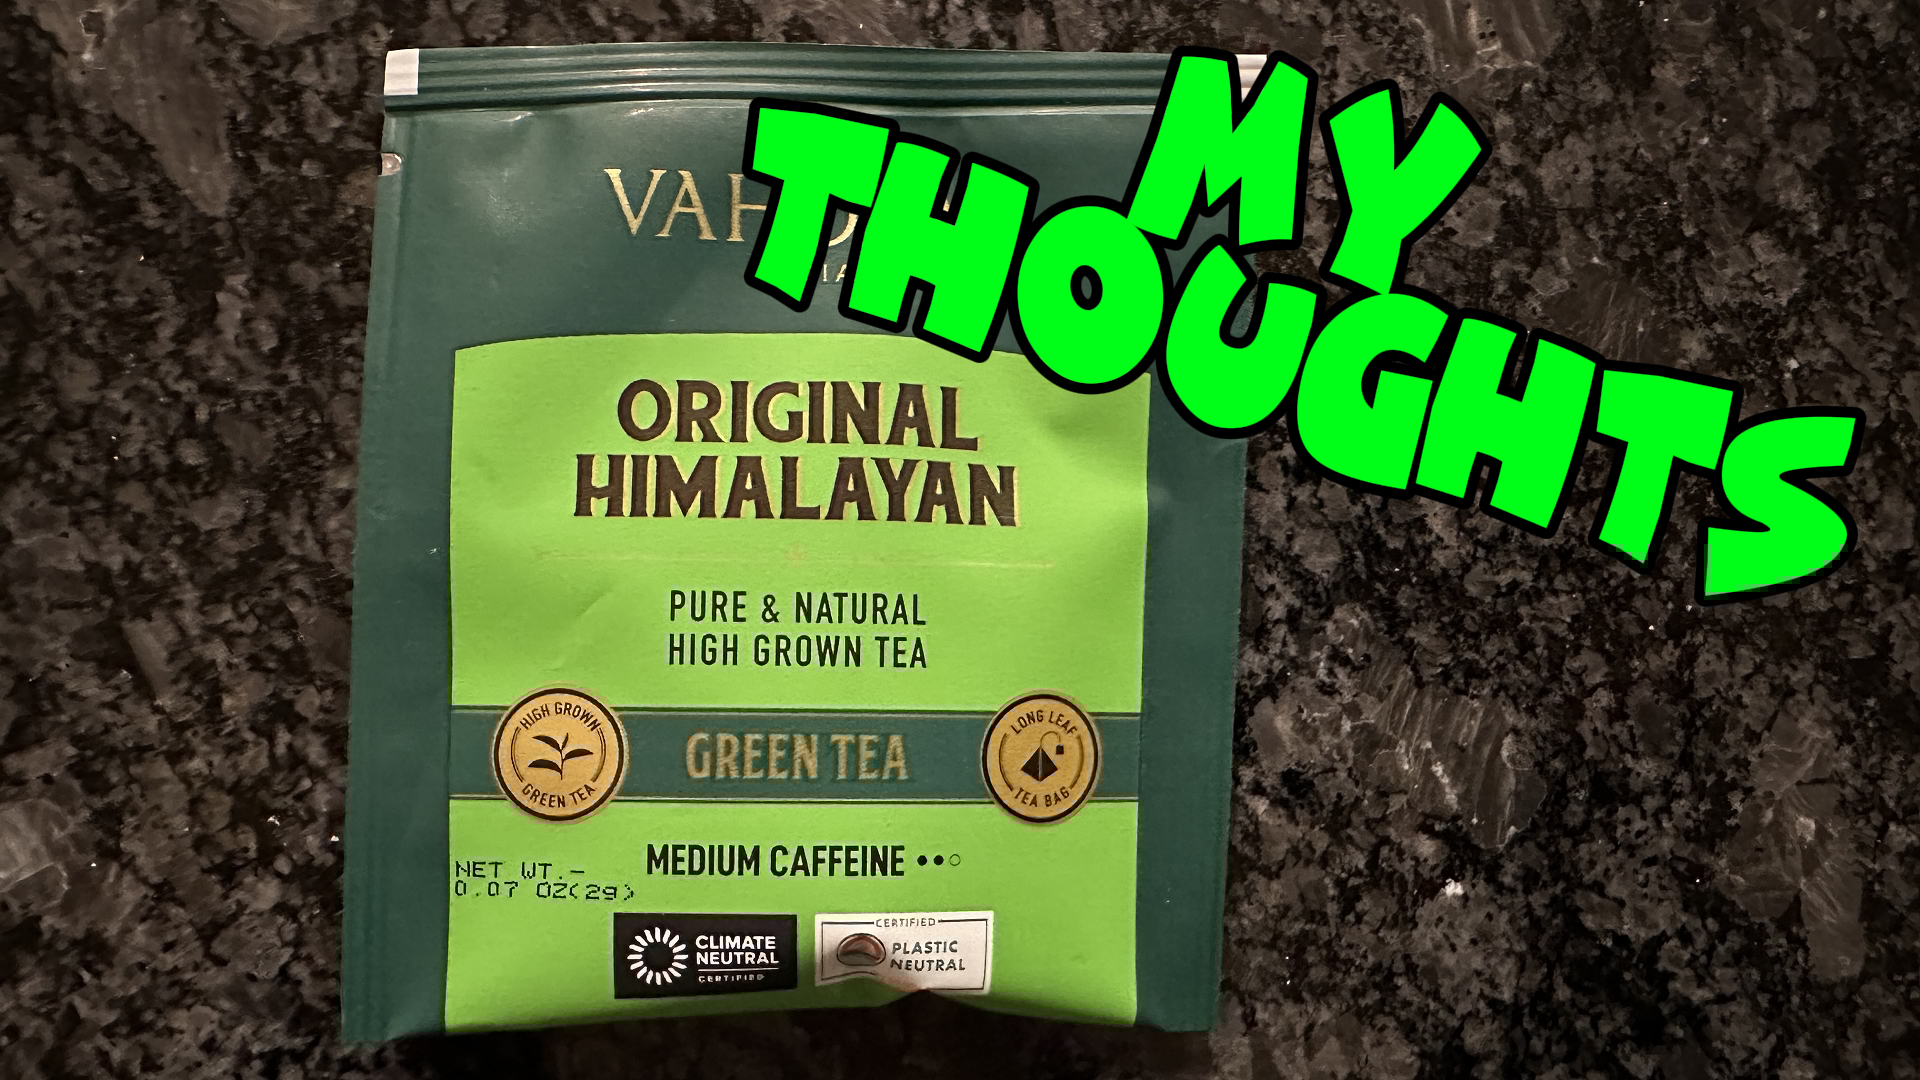 MY
THOUGHTS
ORIGINAL
HIMALAYAN
PURE & NATURAL
HIGH GROWN TEA
HIGH GROWN
GREEN TEA
GREEN TEA
LONG LEAF
TEA BAG
MEDIUM CAFFEINE
NET WT.-
0.07 OZ(2g)
CLIMATE
NEUTRAL
CERTIFIED
CERTIFIED
PLASTIC
NEUTRAL